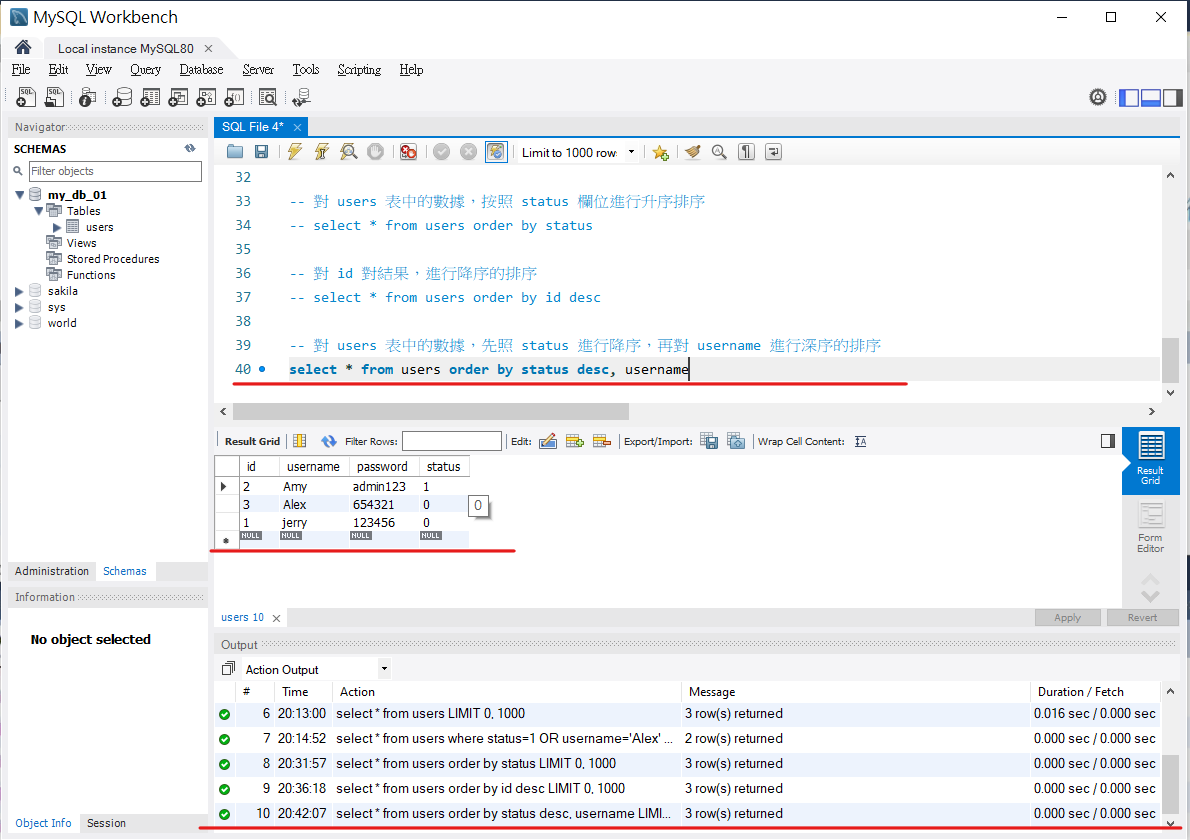 MySQL Workbench
Local instance MySQL80
File Edit View Query Database Server Tools Scripting Help
Navigator
SCHEMAS
Filter objects
my_db_01
Tables
users
Views
Stored Procedures
Functions
sakila
sys
world
Administration Schemas
Information
No object selected
Object Info Session
SQL File 4*
Limit to 1000 rows
32
33 -- 對 users 表中的數據，按照 status 欄位進行升序排序
34 -- select * from users order by status
35
36 -- 對 id 對結果，進行降序的排序
37 -- select * from users order by id desc
38
39 -- 對 users 表中的數據，先照 status 進行降序，再對 username 進行深序的排序
40 select * from users order by status desc, username
Result Grid Filter Rows: Edit: Export/Import: Wrap Cell Content:
id username password status
2 Amy admin123 1
3 Alex 654321 0
1 jerry 123456 0
NULL NULL NULL NULL
0
Result Grid
Form Editor
users 10
Apply Revert
Output
Action Output
# Time Action Message Duration / Fetch
6 20:13:00 select * from users LIMIT 0, 1000 3 row(s) returned 0.016 sec / 0.000 sec
7 20:14:52 select * from users where status=1 OR username='Alex' ... 2 row(s) returned 0.000 sec / 0.000 sec
8 20:31:57 select * from users order by status LIMIT 0, 1000 3 row(s) returned 0.000 sec / 0.000 sec
9 20:36:18 select * from users order by id desc LIMIT 0, 1000 3 row(s) returned 0.000 sec / 0.000 sec
10 20:42:07 select * from users order by status desc, username LIMI... 3 row(s) returned 0.000 sec / 0.000 sec